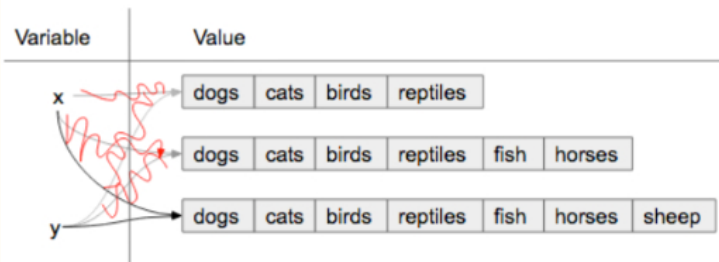 Variable Value
x dogs cats birds reptiles
dogs cats birds reptiles fish horses
y dogs cats birds reptiles fish horses sheep